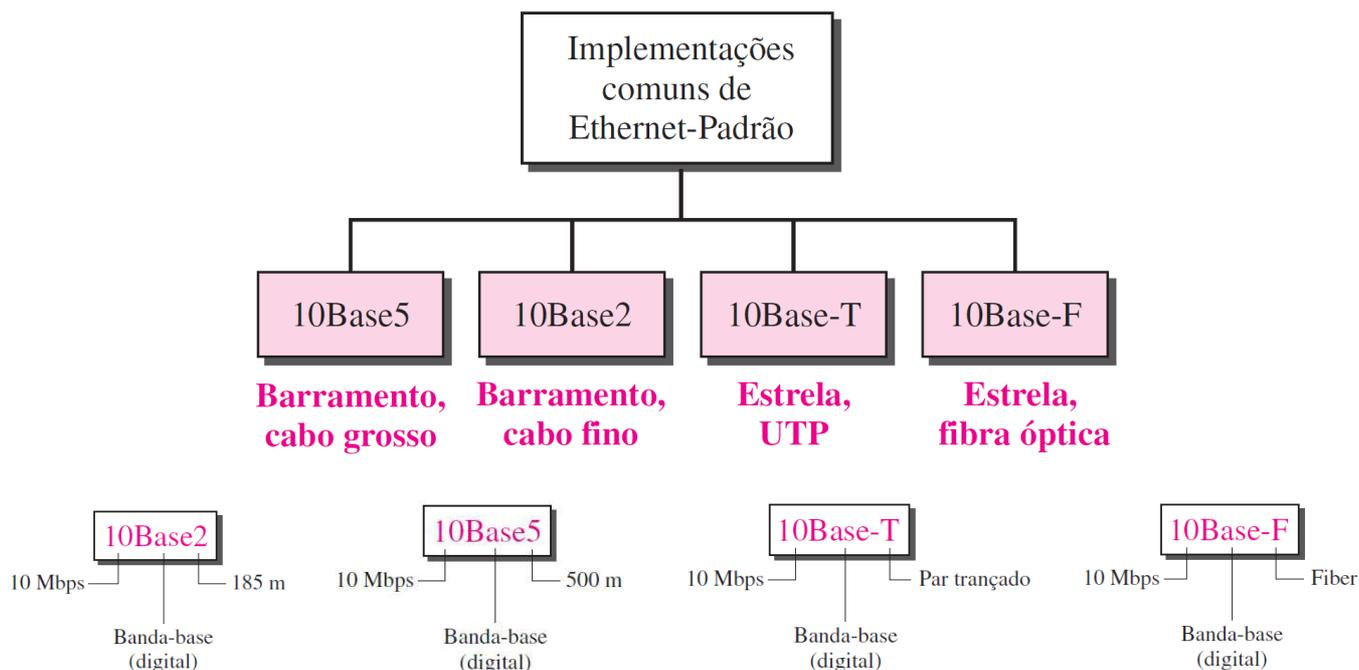 Implementações
comuns de
Ethernet-Padrão
10Base5
10Base2
10Base-T
10Base-F
Barramento,
cabo grosso
Barramento,
cabo fino
Estrela,
UTP
Estrela,
fibra óptica
10Base2
10 Mbps
185 m
Banda-base
(digital)
10Base5
10 Mbps
500 m
Banda-base
(digital)
10Base-T
10 Mbps
Par trançado
Banda-base
(digital)
10Base-F
10 Mbps
Fiber
Banda-base
(digital)